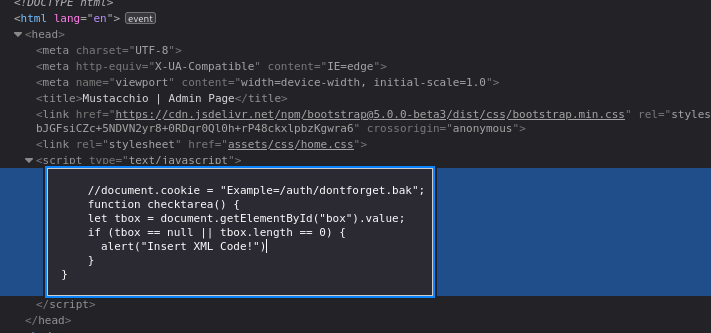 <!DOCTYPE html>
<html lang="en"> event
<head>
<meta charset="UTF-8">
<meta http-equiv="X-UA-Compatible" content="IE=edge">
<meta name="viewport" content="width=device-width, initial-scale=1.0">
<title>Mustacchio | Admin Page</title>
<link href="https://cdn.jsdelivr.net/npm/bootstrap@5.0.0-beta3/dist/css/bootstrap.min.css" rel="styles
bJGFsiCZc+5NDVN2yr8+0RDqr0Ql0h+rP48ckxlpbzKgwra6" crossorigin="anonymous">
<link rel="stylesheet" href="assets/css/home.css">
<script type="text/javascript">
//document.cookie = "Example=/auth/dontforget.bak";
function checktarea() {
let tbox = document.getElementById("box").value;
if (tbox == null || tbox.length == 0) {
alert("Insert XML Code!")
}
}
</script>
</head>